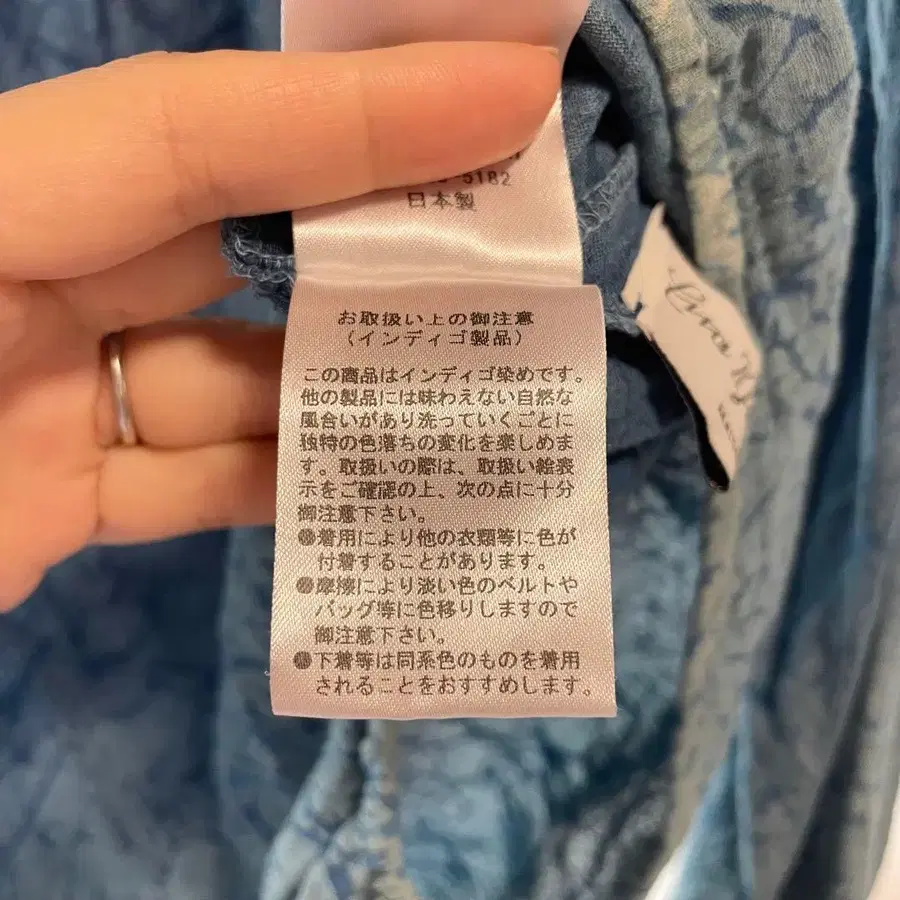 -5182
日本製
お取扱い上の御注意
(インディゴ製品)
この商品はインディゴ染めです。
他の製品には味わえない自然な
風合いがあり洗っていくごとに
独特の色落ちの変化を楽しめま
す。取扱いの際は、取扱い絵表
示をご確認の上、次の点に十分
御注意下さい。
●着用により他の衣類等に色が
付着することがあります。
●摩擦により淡い色のベルトや
バッグ等に色移りしますので
御注意下さい。
●下着等は同系色のものを着用
されることをおすすめします。